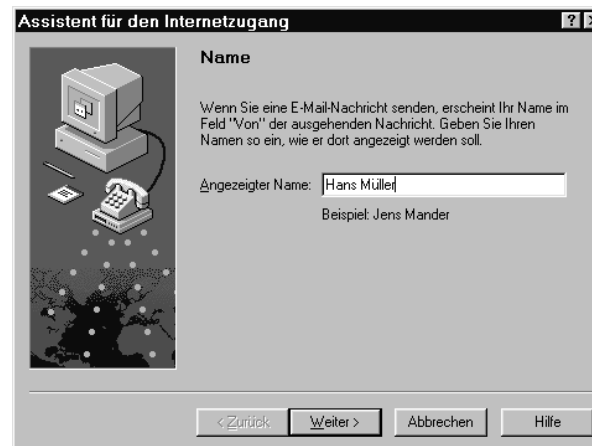 Assistent für den Internetzugang
Name
Wenn Sie eine E-Mail-Nachricht senden, erscheint Ihr Name im
Feld "Von" der ausgehenden Nachricht. Geben Sie Ihren
Namen so ein, wie er dort angezeigt werden soll.
Angezeigter Name: Hans Müller
Beispiel: Jens Mander
< Zurück Weiter > Abbrechen Hilfe